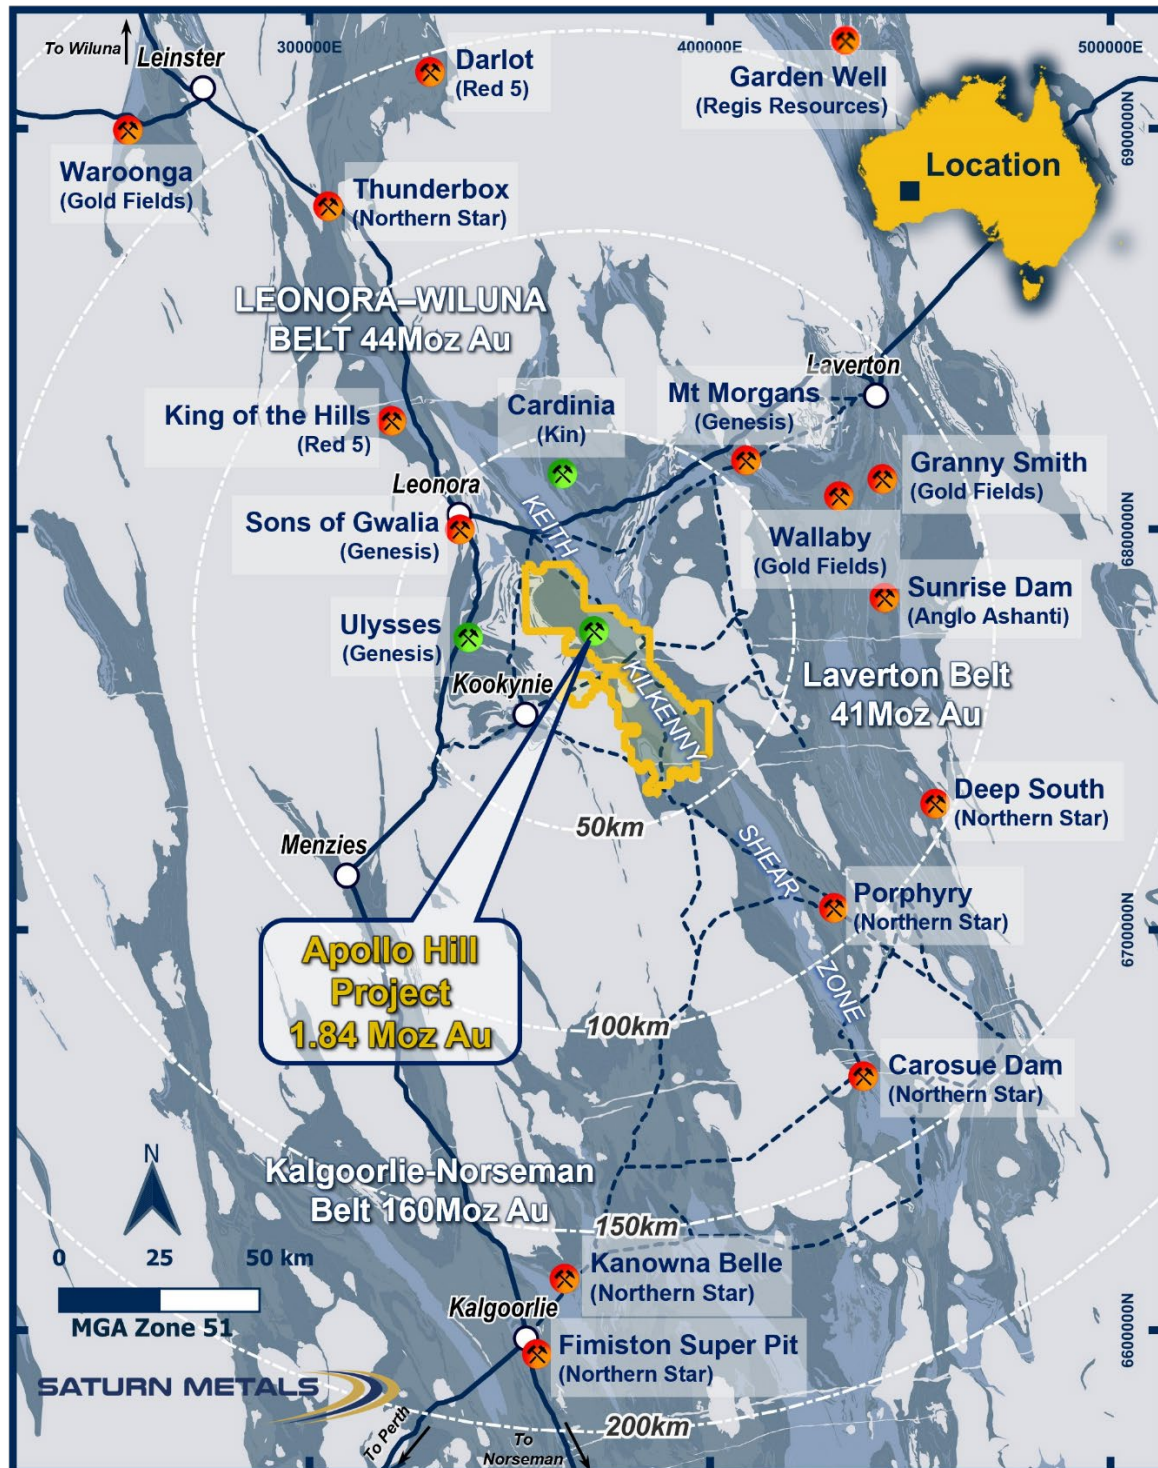 To Wiluna
Leinster
300000E
400000E
500000E
Darlot
(Red 5)
Garden Well
(Regis Resources)
6900000N
Location
Waroonga
(Gold Fields)
Thunderbox
(Northern Star)
LEONORA–WILUNA
BELT 44Moz Au
Laverton
King of the Hills
(Red 5)
Cardinia
(Kin)
Mt Morgans
(Genesis)
Granny Smith
(Gold Fields)
Leonora
KEITH
Sons of Gwalia
(Genesis)
Wallaby
(Gold Fields)
6800000N
Sunrise Dam
(Anglo Ashanti)
Ulysses
(Genesis)
Kookynie
KILKENNY
Laverton Belt
41Moz Au
Deep South
(Northern Star)
50km
Menzies
SHEAR
Porphyry
(Northern Star)
6700000N
Apollo Hill
Project
1.84 Moz Au
ZONE
100km
Carosue Dam
(Northern Star)
N
Kalgoorlie-Norseman
Belt 160Moz Au
150km
0 25 50 km
MGA Zone 51
Kanowna Belle
(Northern Star)
Kalgoorlie
6600000N
Fimiston Super Pit
(Northern Star)
SATURN METALS
200km
To Perth
To
Norseman